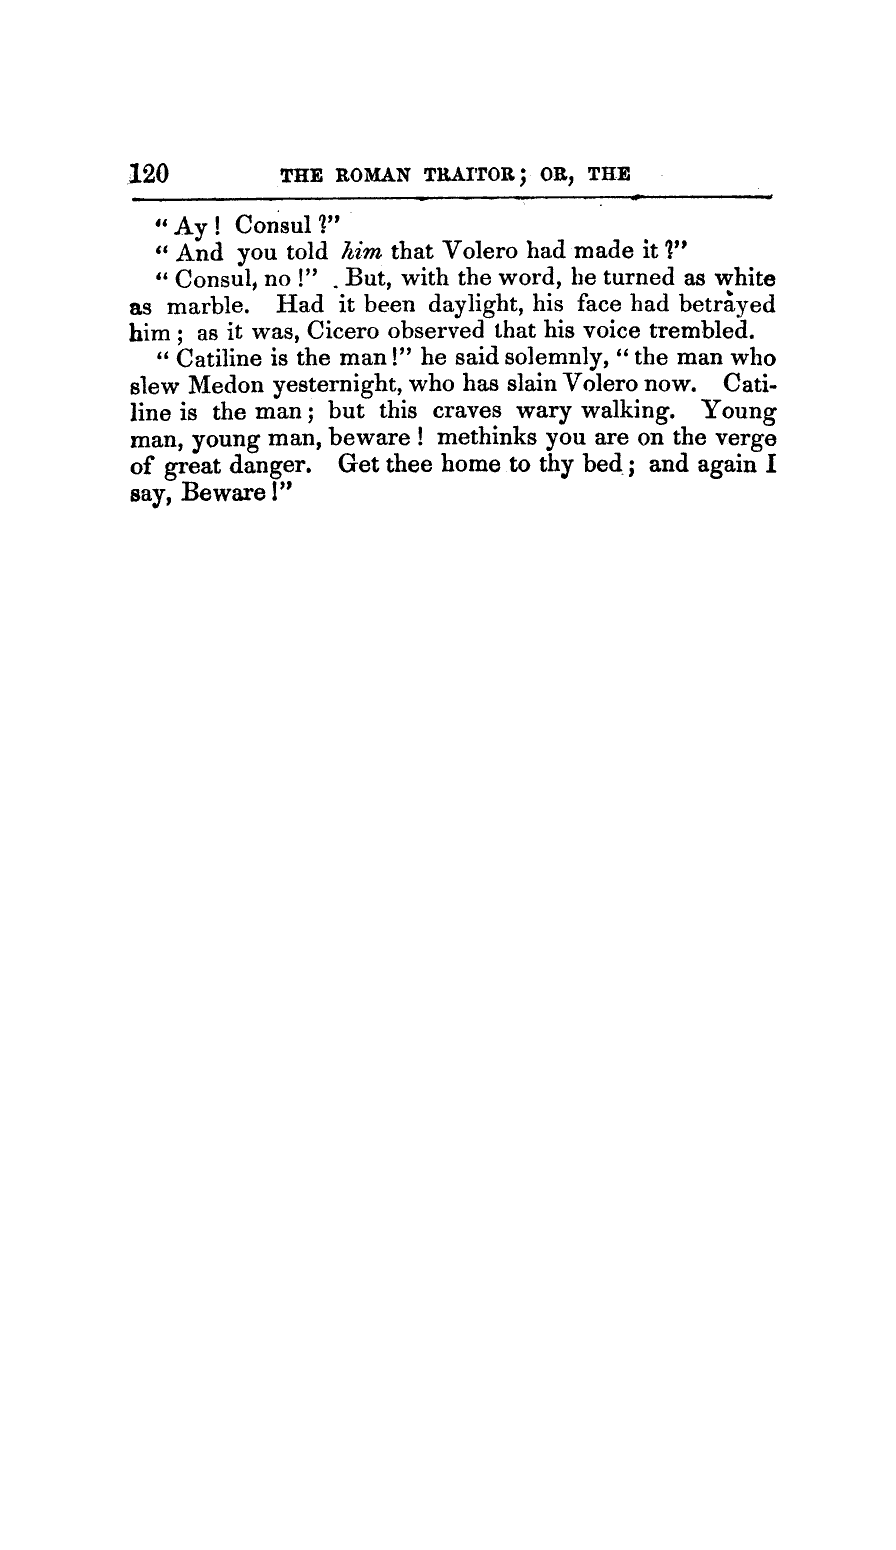 120 THE ROMAN TRAITOR; OR, THE
“ Ay ! Consul ?”
“ And you told him that Volero had made it ?”
“ Consul, no !” . But, with the word, he turned as white
as marble. Had it been daylight, his face had betrayed
him ; as it was, Cicero observed that his voice trembled.
“ Catiline is the man !” he said solemnly, “ the man who
slew Medon yesternight, who has slain Volero now. Cati-
line is the man ; but this craves wary walking. Young
man, young man, beware ! methinks you are on the verge
of great danger. Get thee home to thy bed ; and again I
say, Beware !”